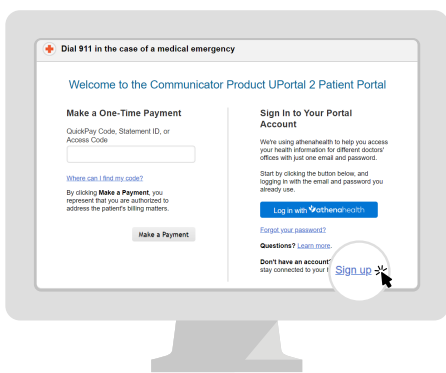 Dial 911 in the case of a medical emergency
Welcome to the Communicator Product UPortal 2 Patient Portal
Make a One-Time Payment
QuickPay Code, Statement ID, or
Access Code
Where can I find my code?
By clicking Make a Payment, you
represent that you are authorized to
address the patient's billing matters.
Make a Payment
Sign In to Your Portal
Account
We're using athenahealth to help you access
your health information for different doctors'
offices with just one email and password.
Start by clicking the button below, and
logging in with the email and password you
already use.
Log in with athenahealth
Forgot your password?
Questions? Learn more.
Don't have an account?
stay connected to your
Sign up